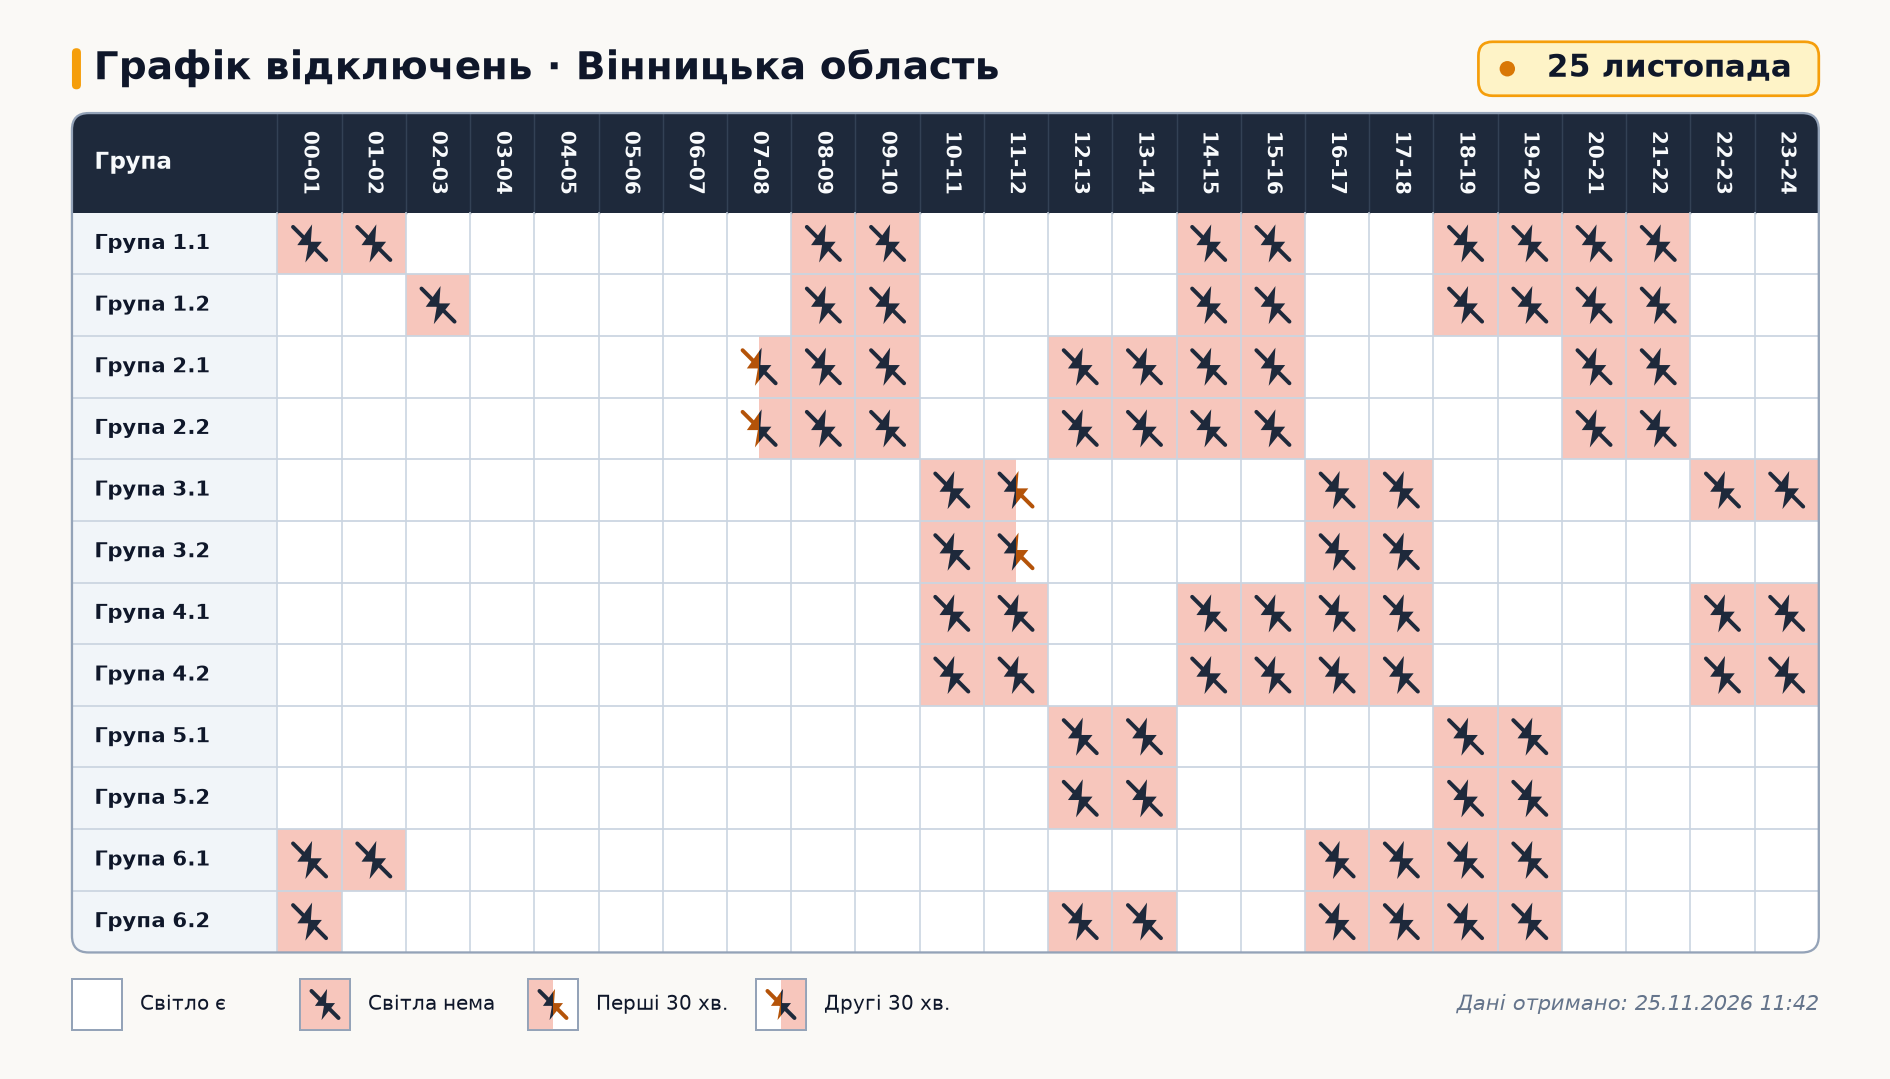 Графік відключень · Вінницька область
25 листопада
Група 00-01 01-02 02-03 03-04 04-05 05-06 06-07 07-08 08-09 09-10 10-11 11-12 12-13 13-14 14-15 15-16 16-17 17-18 18-19 19-20 20-21 21-22 22-23 23-24
Група 1.1
Група 1.2
Група 2.1
Група 2.2
Група 3.1
Група 3.2
Група 4.1
Група 4.2
Група 5.1
Група 5.2
Група 6.1
Група 6.2
Світло є Світла нема Перші 30 хв. Другі 30 хв.
Дані отримано: 25.11.2026 11:42